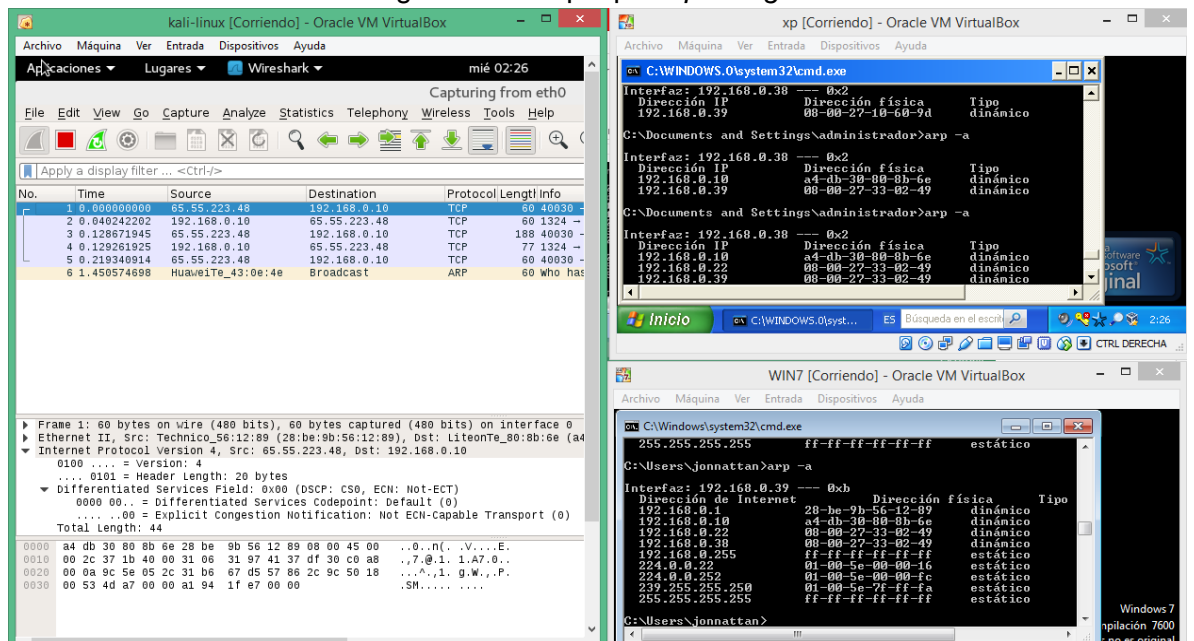 kali-linux [Corriendo] - Oracle VM VirtualBox
Archivo Máquina Ver Entrada Dispositivos Ayuda
Aplicaciones ▾ Lugares ▾ Wireshark ▾ mié 02:26
Capturing from eth0
File Edit View Go Capture Analyze Statistics Telephony Wireless Tools Help
Apply a display filter ... <Ctrl-/>
No. Time Source Destination Protocol Length Info
1 0.000000000 65.55.223.48 192.168.0.10 TCP 60 40030 →
2 0.040242202 192.168.0.10 65.55.223.48 TCP 60 1324 →
3 0.128671945 65.55.223.48 192.168.0.10 TCP 188 40030 →
4 0.129261925 192.168.0.10 65.55.223.48 TCP 77 1324 →
5 0.219340914 65.55.223.48 192.168.0.10 TCP 60 40030 →
6 1.450574698 HuaweiTe_43:0e:4e Broadcast ARP 60 Who has
Frame 1: 60 bytes on wire (480 bits), 60 bytes captured (480 bits) on interface 0
Ethernet II, Src: Technico_56:12:89 (28:be:9b:56:12:89), Dst: LiteonTe_80:8b:6e (a4
Internet Protocol Version 4, Src: 65.55.223.48, Dst: 192.168.0.10
0100 .... = Version: 4
.... 0101 = Header Length: 20 bytes
Differentiated Services Field: 0x00 (DSCP: CS0, ECN: Not-ECT)
0000 00.. = Differentiated Services Codepoint: Default (0)
.... ..00 = Explicit Congestion Notification: Not ECN-Capable Transport (0)
Total Length: 44
0000 a4 db 30 80 8b 6e 28 be 9b 56 12 89 08 00 45 00 ..0..n(. .V....E.
0010 00 2c 37 1b 40 00 31 06 31 97 41 37 df 30 c0 a8 .,7.@.1. 1.A7.0..
0020 00 0a 9c 5e 05 2c 31 b6 67 d5 57 86 2c 9c 50 18 ...^.,1. g.W.,.P.
0030 00 53 4d a7 00 00 a1 94 1f e7 00 00 .SM..... ....
xp [Corriendo] - Oracle VM VirtualBox
Archivo Máquina Ver Entrada Dispositivos Ayuda
C:\WINDOWS.0\system32\cmd.exe
Interfaz: 192.168.0.38 --- 0x2
Dirección IP Dirección física Tipo
192.168.0.39 08-00-27-10-60-9d dinámico
C:\Documents and Settings\administrador>arp -a
Interfaz: 192.168.0.38 --- 0x2
Dirección IP Dirección física Tipo
192.168.0.10 a4-db-30-80-8b-6e dinámico
192.168.0.39 08-00-27-33-02-49 dinámico
C:\Documents and Settings\administrador>arp -a
Interfaz: 192.168.0.38 --- 0x2
Dirección IP Dirección física Tipo
192.168.0.10 a4-db-30-80-8b-6e dinámico
192.168.0.22 08-00-27-33-02-49 dinámico
192.168.0.39 08-00-27-33-02-49 dinámico
Inicio C:\WINDOWS.0\syst... ES Búsqueda en el escrit 2:26
CTRL DERECHA
WIN7 [Corriendo] - Oracle VM VirtualBox
Archivo Máquina Ver Entrada Dispositivos Ayuda
C:\Windows\system32\cmd.exe
255.255.255.255 ff-ff-ff-ff-ff-ff estático
C:\Users\jonnattan>arp -a
Interfaz: 192.168.0.39 --- 0xb
Dirección de Internet Dirección física Tipo
192.168.0.1 28-be-9b-56-12-89 dinámico
192.168.0.10 a4-db-30-80-8b-6e dinámico
192.168.0.22 08-00-27-33-02-49 dinámico
192.168.0.38 08-00-27-33-02-49 dinámico
192.168.0.255 ff-ff-ff-ff-ff-ff estático
224.0.0.22 01-00-5e-00-00-16 estático
224.0.0.252 01-00-5e-00-00-fc estático
239.255.255.250 01-00-5e-7f-ff-fa estático
255.255.255.255 ff-ff-ff-ff-ff-ff estático
C:\Users\jonnattan>
Windows 7
npilación 7600